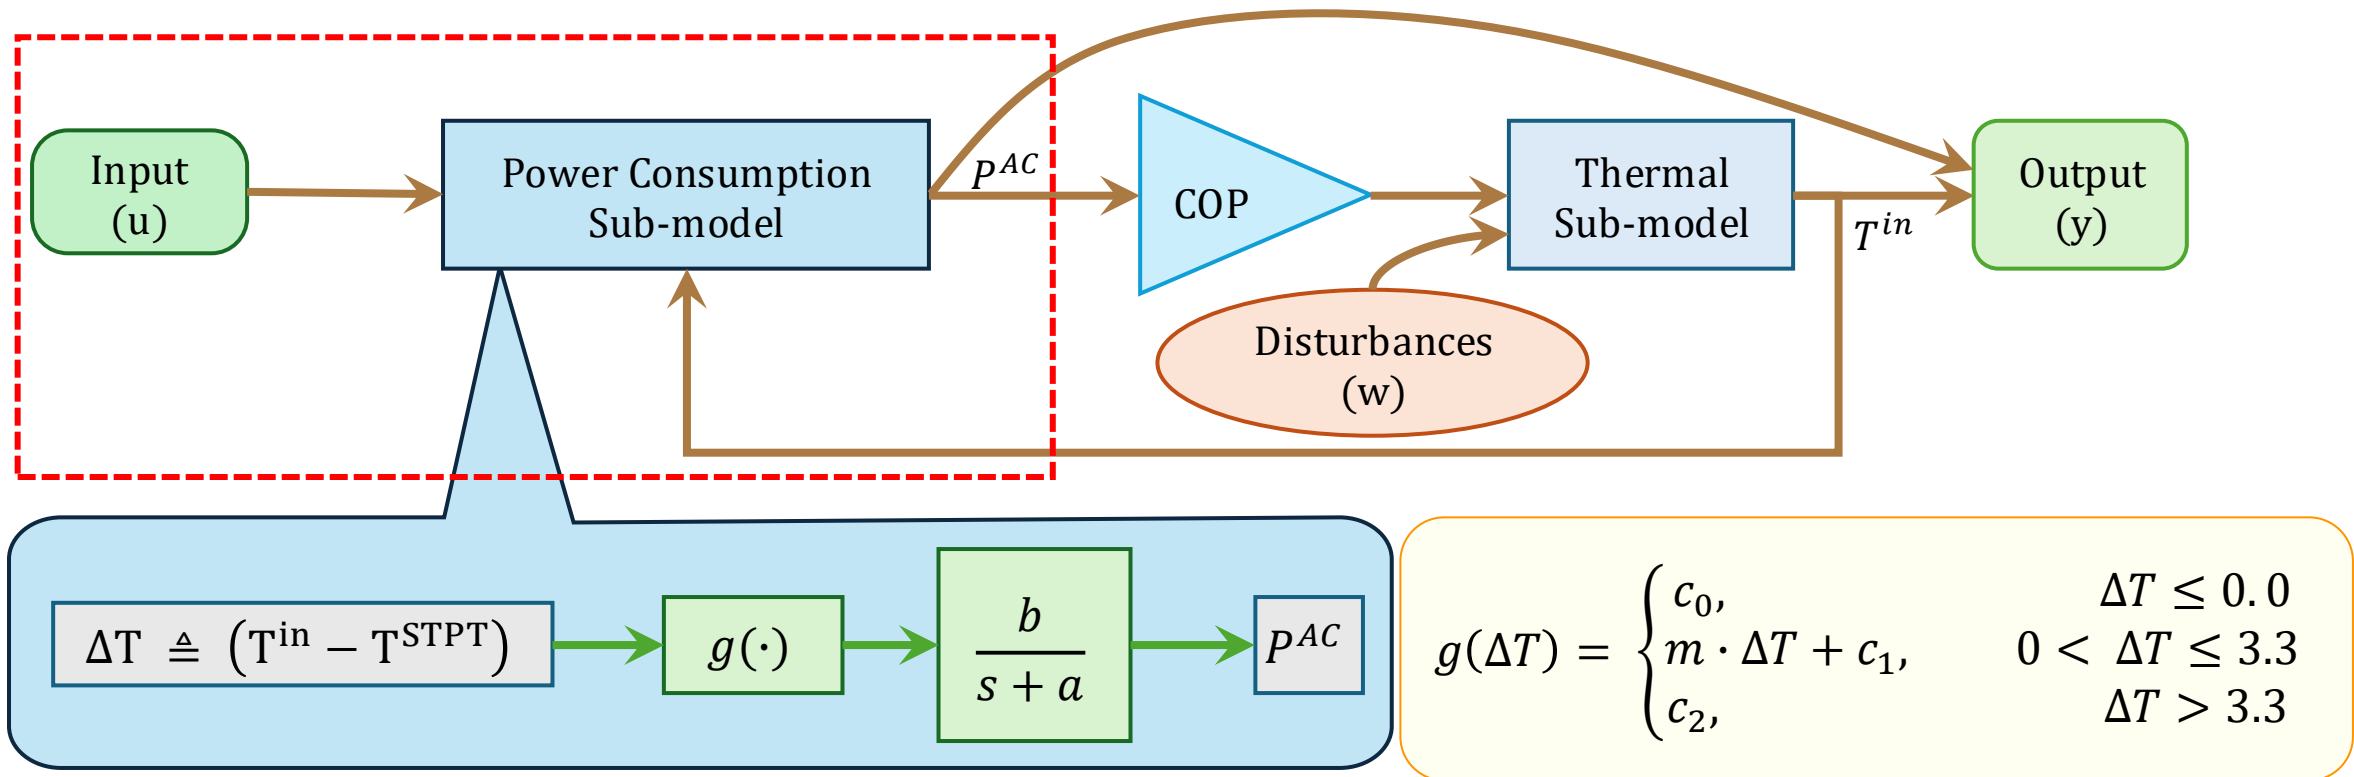 Input
(u)
Power Consumption
Sub-model
P^{AC}
COP
Thermal
Sub-model
T^{in}
Output
(y)
Disturbances
(w)
ΔT ≜ (T^{in} − T^{STPT})
g(·)
b
s + a
P^{AC}
g(ΔT) =
c_0, ΔT ≤ 0.0
m · ΔT + c_1, 0 < ΔT ≤ 3.3
c_2, ΔT > 3.3